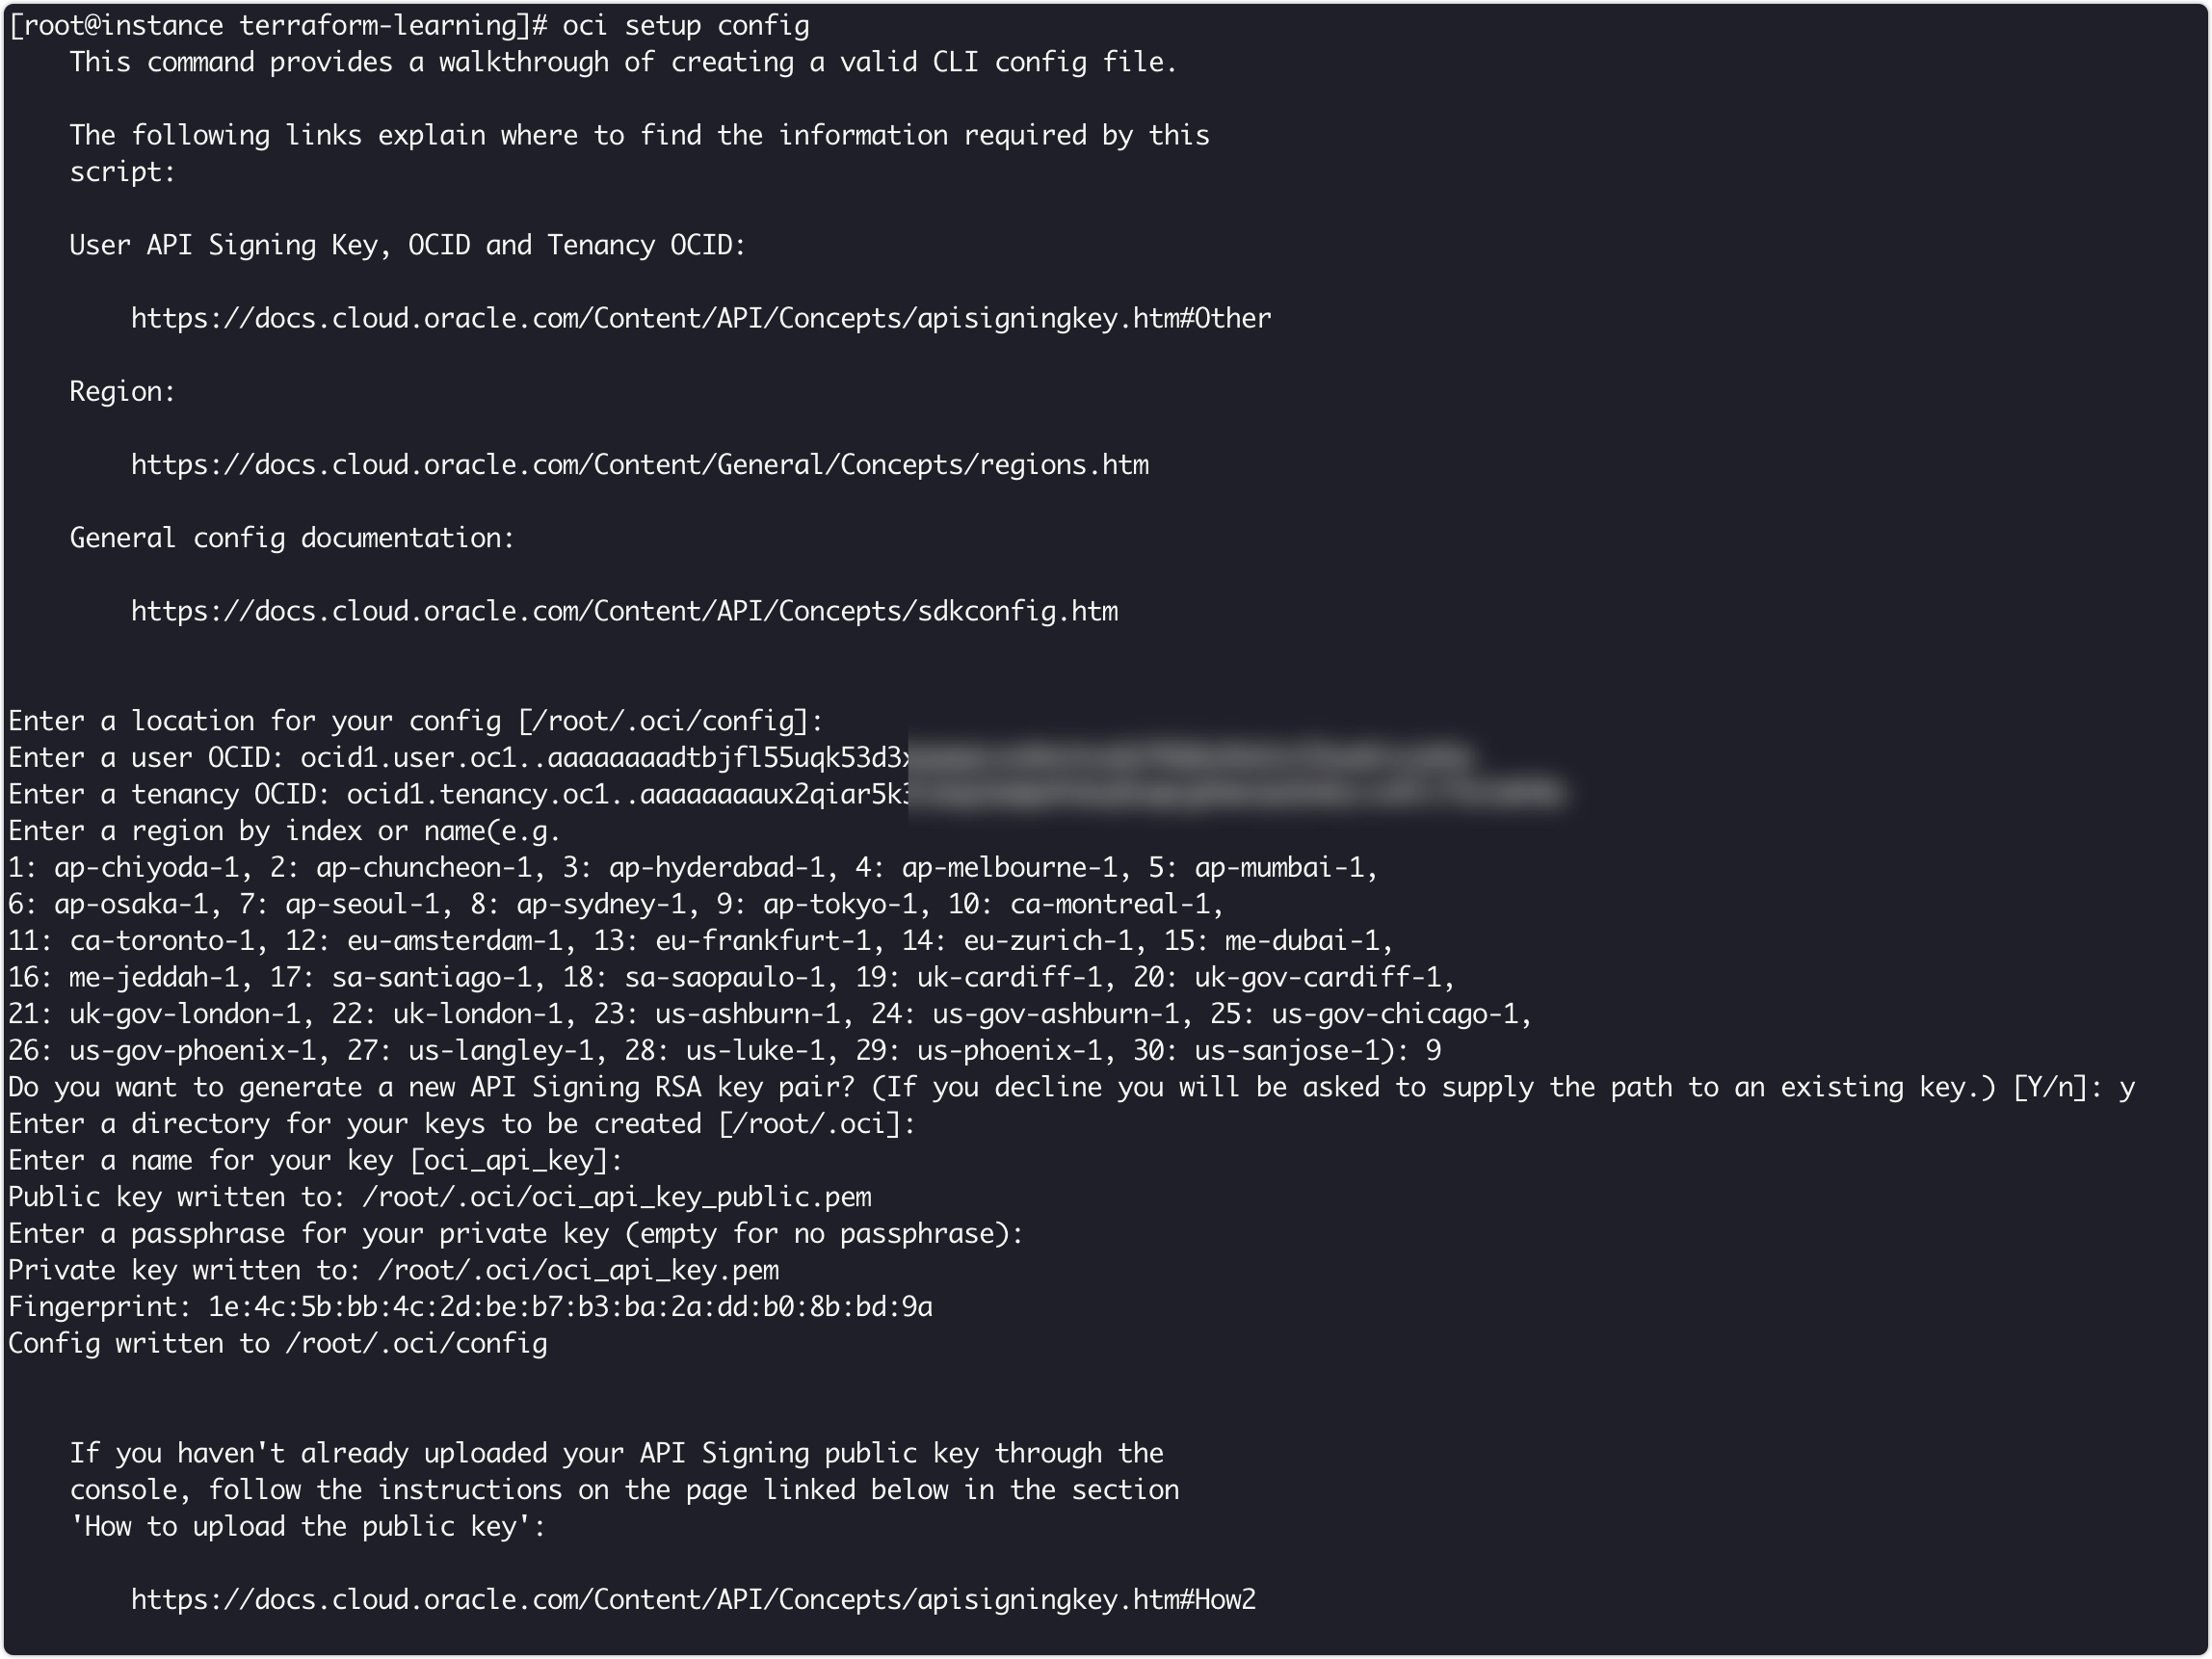 [root@instance terraform-learning]# oci setup config
This command provides a walkthrough of creating a valid CLI config file.
The following links explain where to find the information required by this
script:
User API Signing Key, OCID and Tenancy OCID:
https://docs.cloud.oracle.com/Content/API/Concepts/apisigningkey.htm#Other
Region:
https://docs.cloud.oracle.com/Content/General/Concepts/regions.htm
General config documentation:
https://docs.cloud.oracle.com/Content/API/Concepts/sdkconfig.htm
Enter a location for your config [/root/.oci/config]:
Enter a user OCID: ocid1.user.oc1..aaaaaaaadtbjfl55uqk53d3x
Enter a tenancy OCID: ocid1.tenancy.oc1..aaaaaaaaux2qiar5k3
Enter a region by index or name(e.g.
1: ap-chiyoda-1, 2: ap-chuncheon-1, 3: ap-hyderabad-1, 4: ap-melbourne-1, 5: ap-mumbai-1,
6: ap-osaka-1, 7: ap-seoul-1, 8: ap-sydney-1, 9: ap-tokyo-1, 10: ca-montreal-1,
11: ca-toronto-1, 12: eu-amsterdam-1, 13: eu-frankfurt-1, 14: eu-zurich-1, 15: me-dubai-1,
16: me-jeddah-1, 17: sa-santiago-1, 18: sa-saopaulo-1, 19: uk-cardiff-1, 20: uk-gov-cardiff-1,
21: uk-gov-london-1, 22: uk-london-1, 23: us-ashburn-1, 24: us-gov-ashburn-1, 25: us-gov-chicago-1,
26: us-gov-phoenix-1, 27: us-langley-1, 28: us-luke-1, 29: us-phoenix-1, 30: us-sanjose-1): 9
Do you want to generate a new API Signing RSA key pair? (If you decline you will be asked to supply the path to an existing key.) [Y/n]: y
Enter a directory for your keys to be created [/root/.oci]:
Enter a name for your key [oci_api_key]:
Public key written to: /root/.oci/oci_api_key_public.pem
Enter a passphrase for your private key (empty for no passphrase):
Private key written to: /root/.oci/oci_api_key.pem
Fingerprint: 1e:4c:5b:bb:4c:2d:be:b7:b3:ba:2a:dd:b0:8b:bd:9a
Config written to /root/.oci/config
If you haven't already uploaded your API Signing public key through the
console, follow the instructions on the page linked below in the section
'How to upload the public key':
https://docs.cloud.oracle.com/Content/API/Concepts/apisigningkey.htm#How2